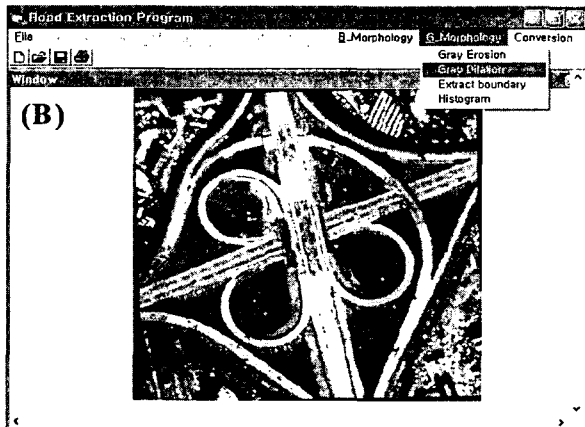 Road Extraction Program
File B_Morphology G_Morphology Conversion
Gray Erosion
Gray Dilation
Extract boundary
Histogram
Window
(B)